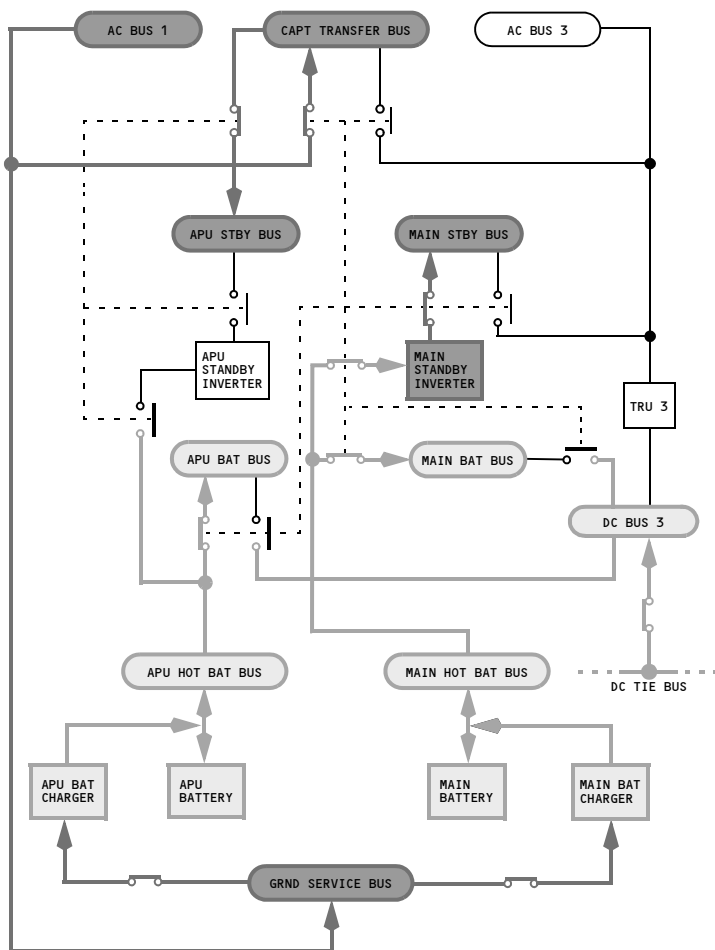 AC BUS 1
CAPT TRANSFER BUS
AC BUS 3
APU STBY BUS
MAIN STBY BUS
APU
STANDBY
INVERTER
MAIN
STANDBY
INVERTER
TRU 3
APU BAT BUS
MAIN BAT BUS
DC BUS 3
APU HOT BAT BUS
MAIN HOT BAT BUS
DC TIE BUS
APU BAT
CHARGER
APU
BATTERY
MAIN
BATTERY
MAIN BAT
CHARGER
GRND SERVICE BUS